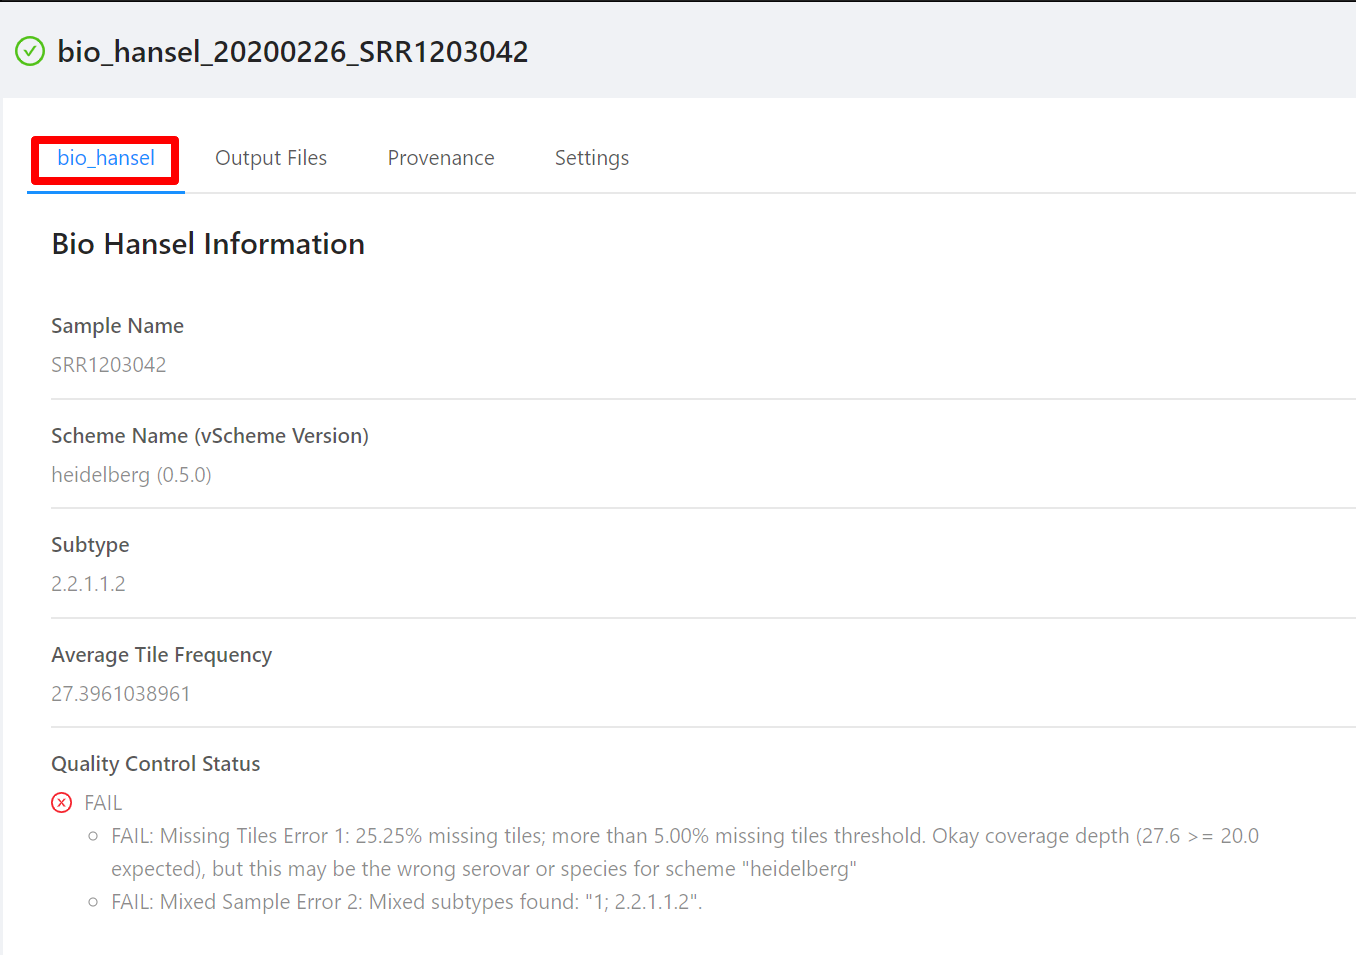 bio_hansel_20200226_SRR1203042
bio_hansel
Output Files
Provenance
Settings
Bio Hansel Information
Sample Name
SRR1203042
Scheme Name (vScheme Version)
heidelberg (0.5.0)
Subtype
2.2.1.1.2
Average Tile Frequency
27.3961038961
Quality Control Status
FAIL
FAIL: Missing Tiles Error 1: 25.25% missing tiles; more than 5.00% missing tiles threshold. Okay coverage depth (27.6 >= 20.0
expected), but this may be the wrong serovar or species for scheme "heidelberg"
FAIL: Mixed Sample Error 2: Mixed subtypes found: "1; 2.2.1.1.2".